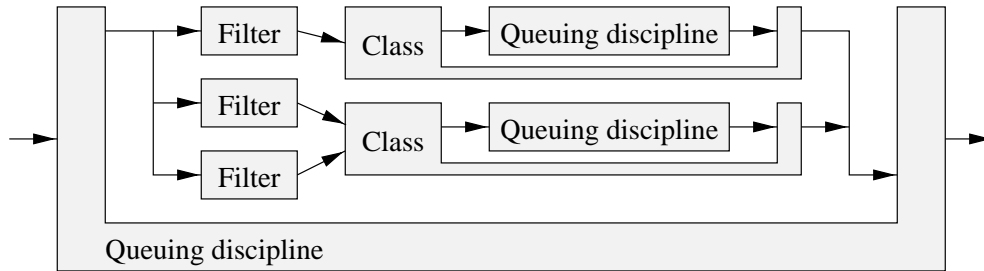 Filter
Class
Queuing discipline
Filter
Class
Queuing discipline
Filter
Queuing discipline